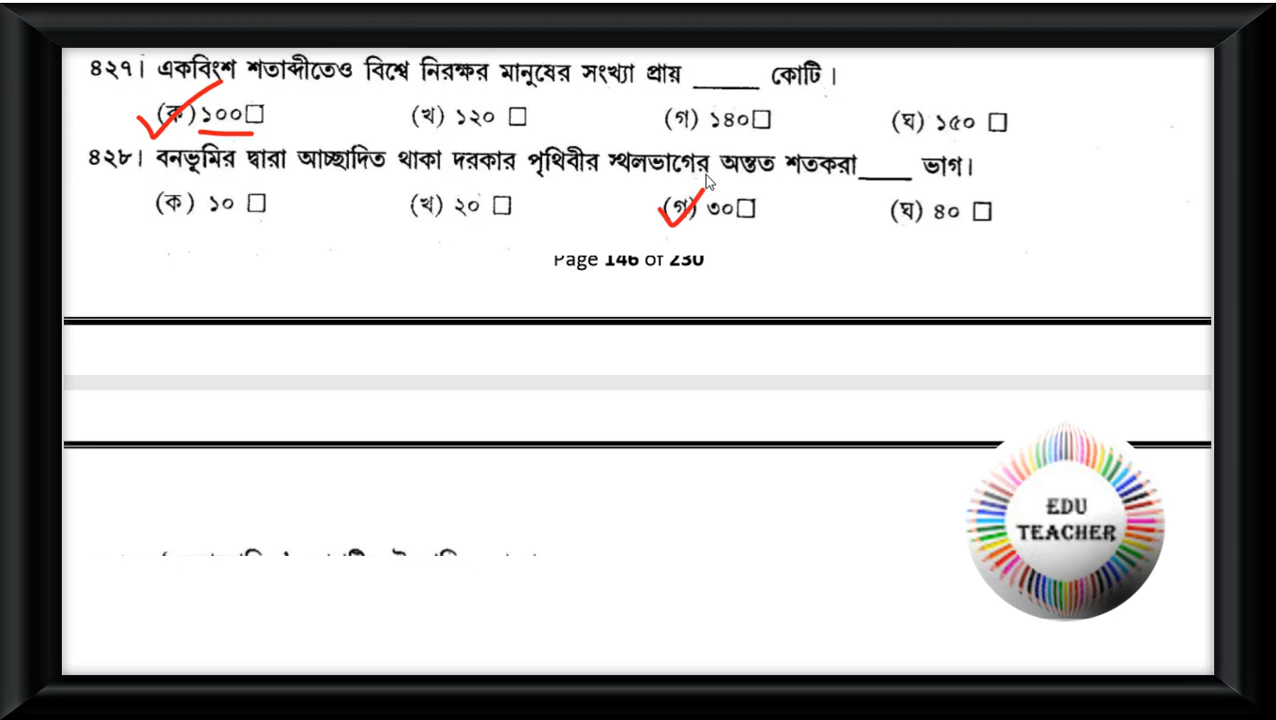 ৪২৭। একবিংশ শতাব্দীতেও বিশ্বে নিরক্ষর মানুষের সংখ্যা প্রায় _____ কোটি।
(ক) ১০০□ (খ) ১২০ □ (গ) ১৪০□ (ঘ) ১৫০ □
৪২৮। বনভূমির দ্বারা আচ্ছাদিত থাকা দরকার পৃথিবীর স্থলভাগের অন্তত শতকরা____ ভাগ।
(ক) ১০ □ (খ) ২০ □ (গ) ৩০□ (ঘ) ৪০ □
Page 146 of 230
EDU
TEACHER